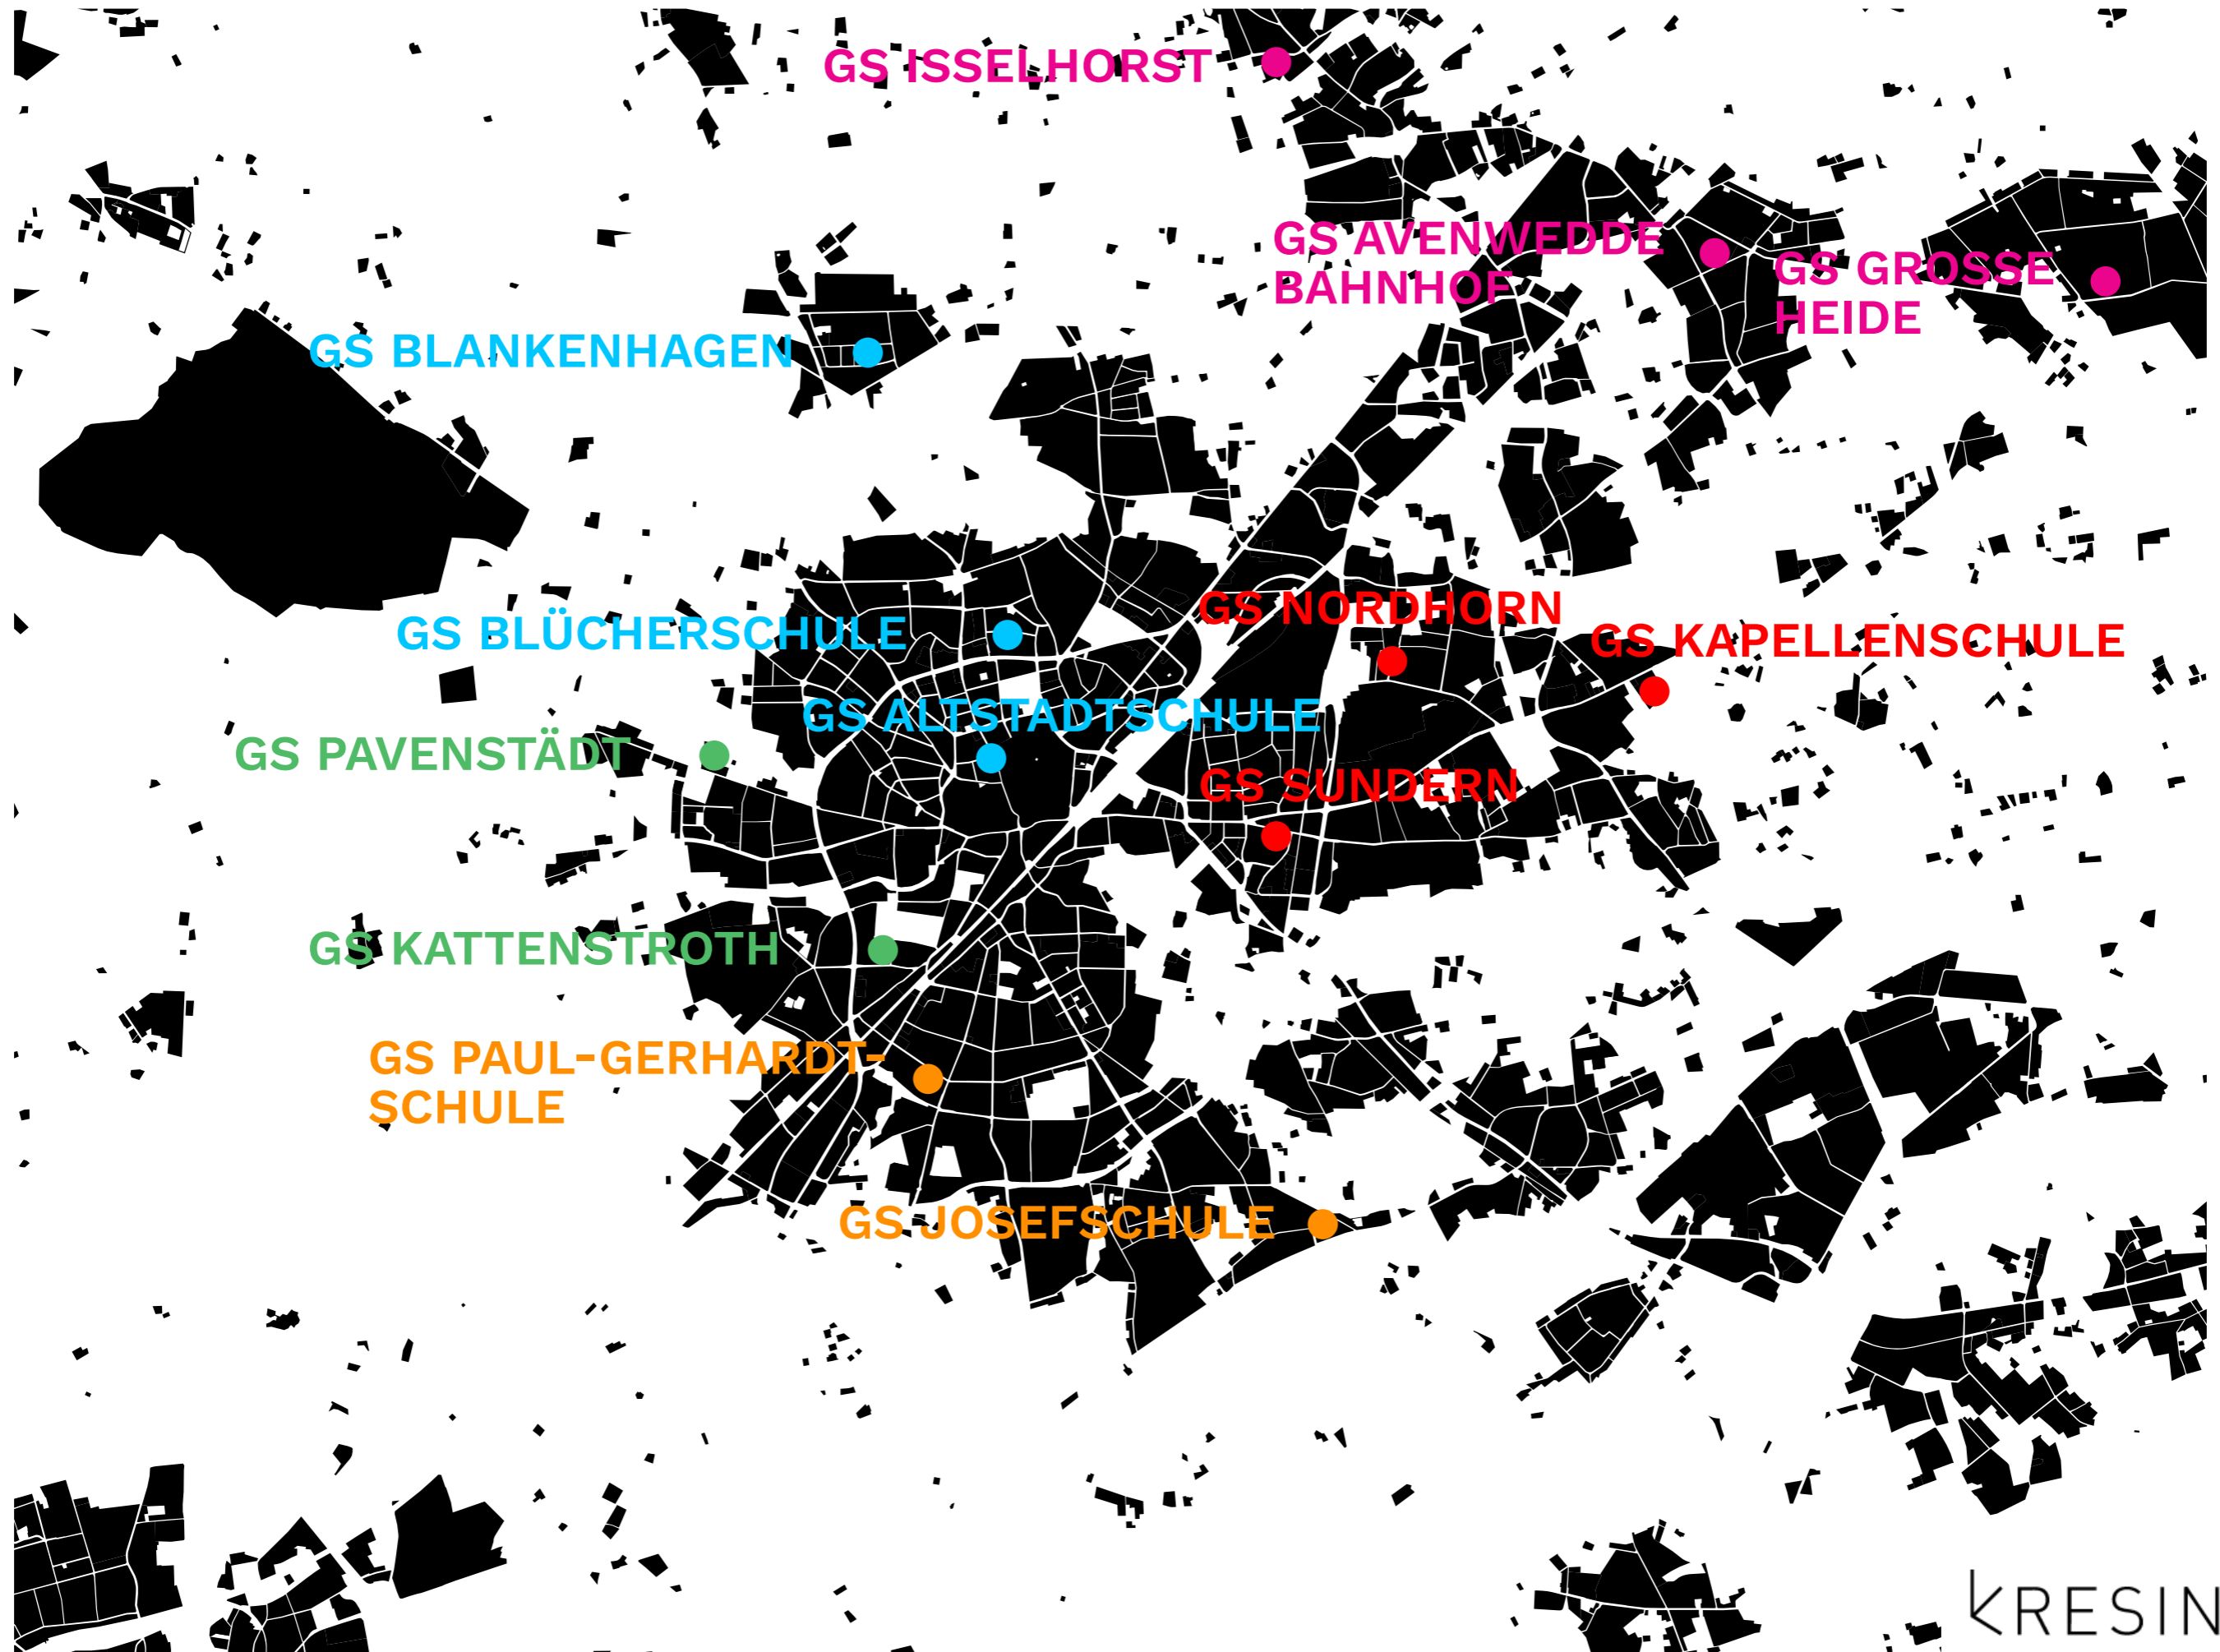 GS ISSELHORST
GS AVENWEDDE
BAHNHOF
GS GROSSE
HEIDE
GS BLANKENHAGEN
GS BLÜCHERSCHULE
GS NORDHORN
GS KAPELLENSCHULE
GS ALTSTADTSCHULE
GS PAVENSTÄDT
GS SUNDERN
GS KATTENSTROTH
GS PAUL-GERHARDT-
SCHULE
GS JOSEFSCHULE
KRESIN